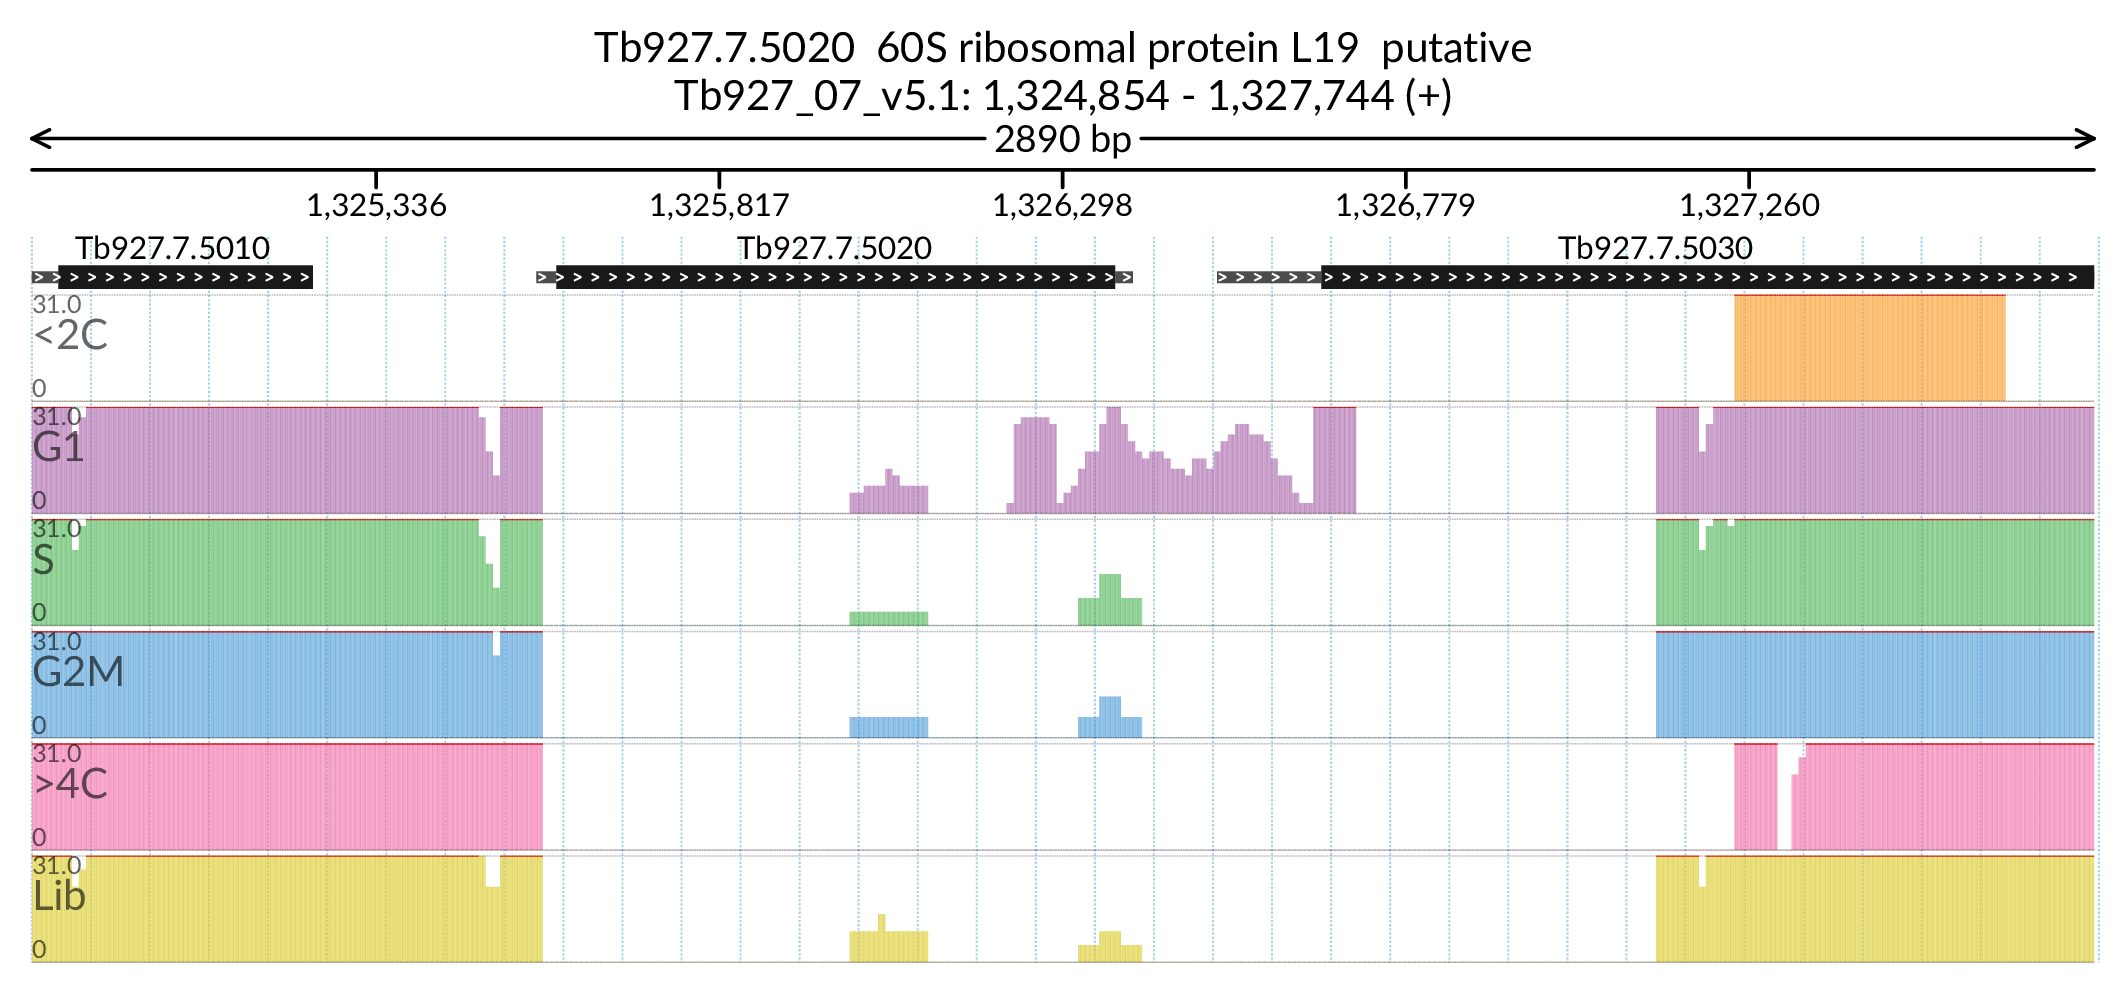 Tb927.7.5020 60S ribosomal protein L19 putative
Tb927_07_v5.1: 1,324,854 - 1,327,744 (+)
2890 bp
1,325,336 1,325,817 1,326,298 1,326,779 1,327,260
Tb927.7.5010 Tb927.7.5020 Tb927.7.5030
31.0
<2C
0
31.0
G1
0
31.0
S
0
31.0
G2M
0
31.0
>4C
0
31.0
Lib
0